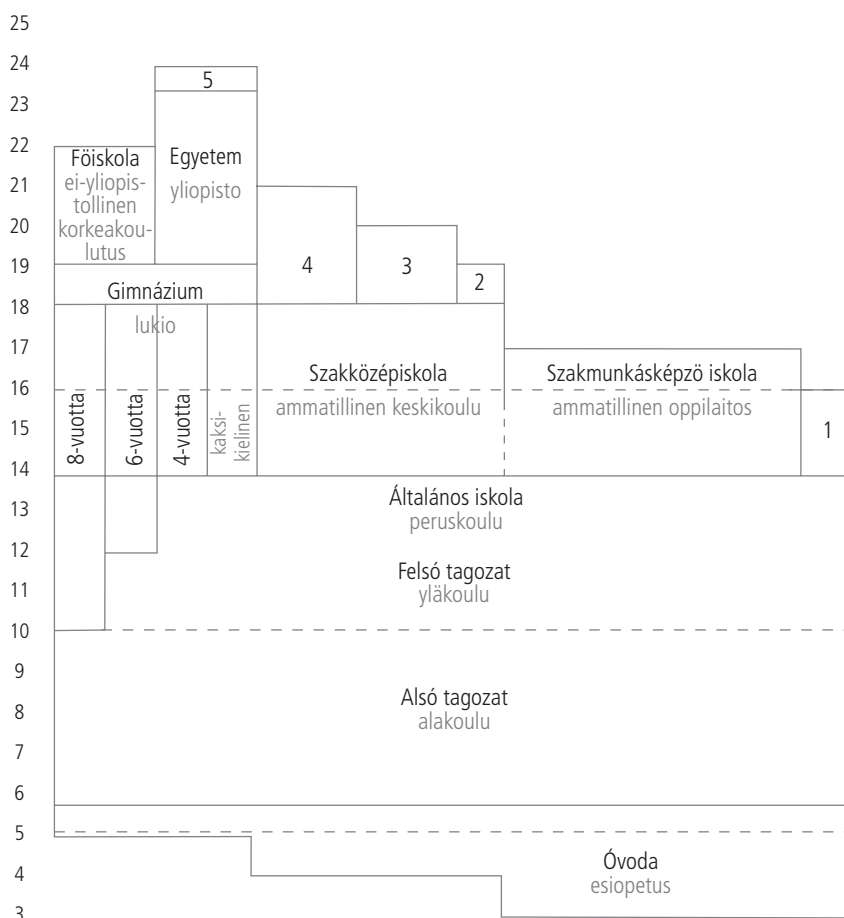 25
24
23
22
21
20
19
18
17
16
15
14
13
12
11
10
9
8
7
6
5
4
3
5
Föiskola
ei-yliopis-
tollinen
korkeakou-
lutus
Egyetem
yliopisto
4
3
2
Gimnázium
lukio
8-vuotta
6-vuotta
4-vuotta
kaksi-
kielinen
Szakközépiskola
ammatillinen keskikoulu
Szakmunkásképzö iskola
ammatillinen oppilaitos
1
Általános iskola
peruskoulu
Felsó tagozat
yläkoulu
Alsó tagozat
alakoulu
Óvoda
esiopetus